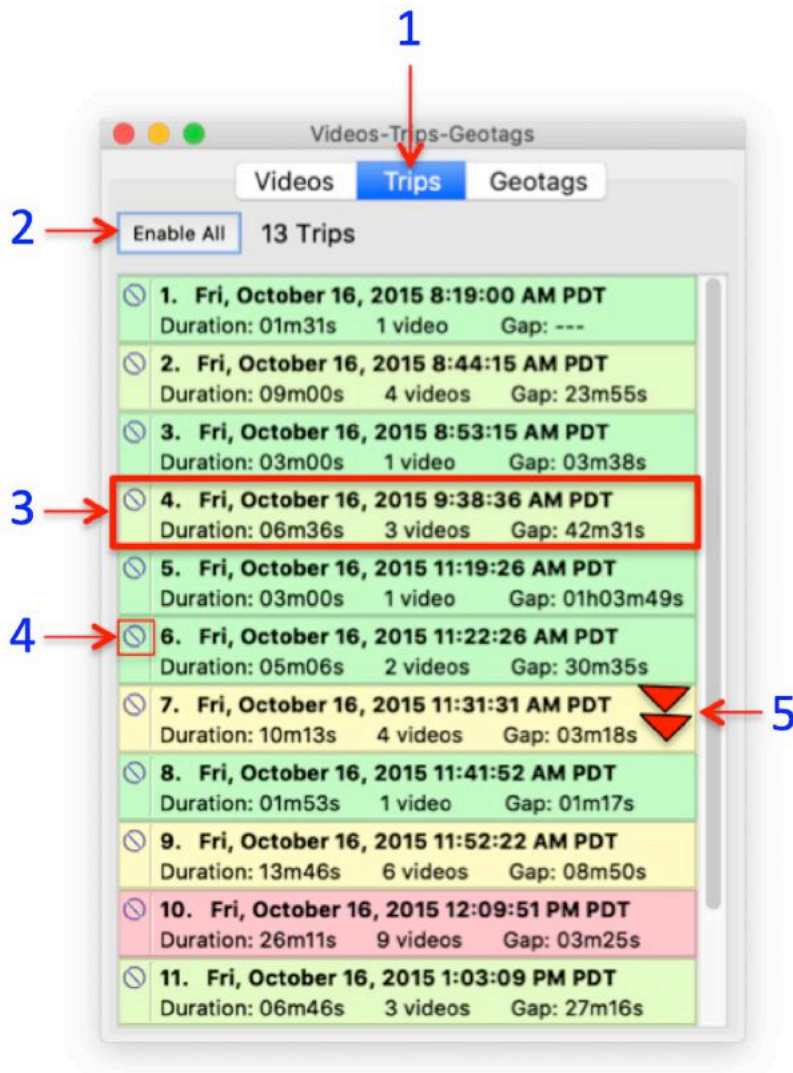 1
Videos-Trips-Geotags
Videos Trips Geotags
2 Enable All 13 Trips
1. Fri, October 16, 2015 8:19:00 AM PDT
Duration: 01m31s 1 video Gap: ---
2. Fri, October 16, 2015 8:44:15 AM PDT
Duration: 09m00s 4 videos Gap: 23m55s
3. Fri, October 16, 2015 8:53:15 AM PDT
Duration: 03m00s 1 video Gap: 03m38s
3 4. Fri, October 16, 2015 9:38:36 AM PDT
Duration: 06m36s 3 videos Gap: 42m31s
5. Fri, October 16, 2015 11:19:26 AM PDT
Duration: 03m00s 1 video Gap: 01h03m49s
4 6. Fri, October 16, 2015 11:22:26 AM PDT
Duration: 05m06s 2 videos Gap: 30m35s
7. Fri, October 16, 2015 11:31:31 AM PDT 5
Duration: 10m13s 4 videos Gap: 03m18s
8. Fri, October 16, 2015 11:41:52 AM PDT
Duration: 01m53s 1 video Gap: 01m17s
9. Fri, October 16, 2015 11:52:22 AM PDT
Duration: 13m46s 6 videos Gap: 08m50s
10. Fri, October 16, 2015 12:09:51 PM PDT
Duration: 26m11s 9 videos Gap: 03m25s
11. Fri, October 16, 2015 1:03:09 PM PDT
Duration: 06m46s 3 videos Gap: 27m16s